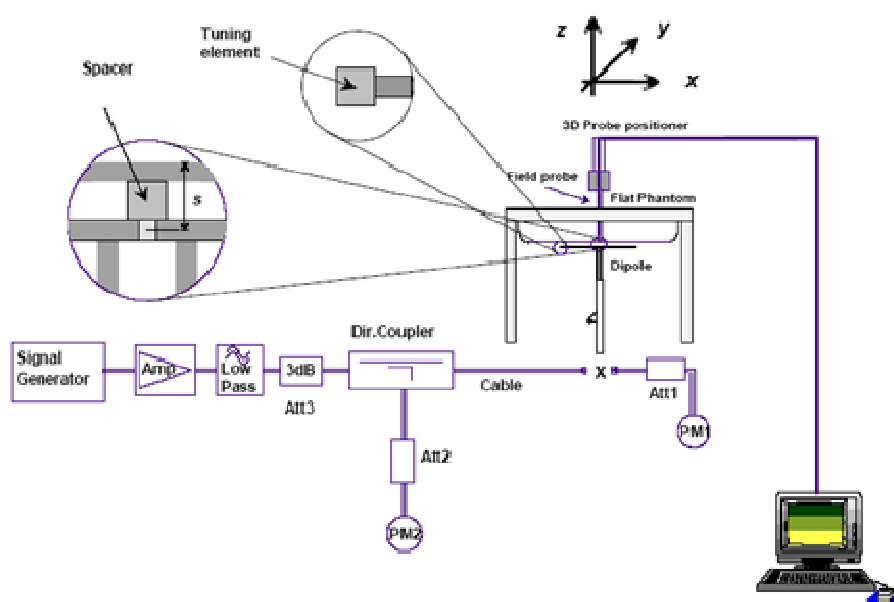 Tuning
element
Spacer
z
y
x
3D Probe positioner
Field probe
Flat Phantom
s
Dipolle
Dir.Coupler
Signal
Generator
Amp
Low
Pass
3dB
Att3
Cable
x
Att1
PM1
Att2
PM2